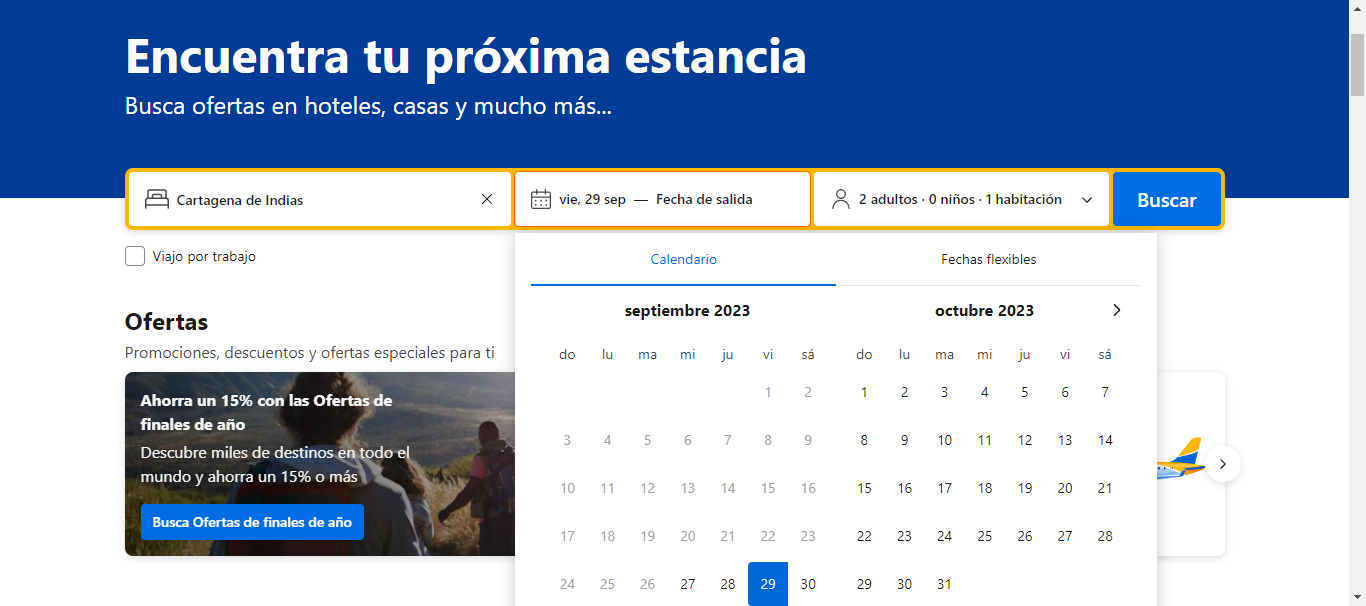 Encuentra tu próxima estancia
Busca ofertas en hoteles, casas y mucho más...
Cartagena de Indias
vie, 29 sep — Fecha de salida
2 adultos · 0 niños · 1 habitación
Buscar
Viajo por trabajo
Calendario
Fechas flexibles
septiembre 2023
do lu ma mi ju vi sá
1 2
3 4 5 6 7 8 9
10 11 12 13 14 15 16
17 18 19 20 21 22 23
24 25 26 27 28 29 30
octubre 2023
do lu ma mi ju vi sá
1 2 3 4 5 6 7
8 9 10 11 12 13 14
15 16 17 18 19 20 21
22 23 24 25 26 27 28
29 30 31
Ofertas
Promociones, descuentos y ofertas especiales para ti
Ahorra un 15% con las Ofertas de
finales de año
Descubre miles de destinos en todo el
mundo y ahorra un 15% o más
Busca Ofertas de finales de año